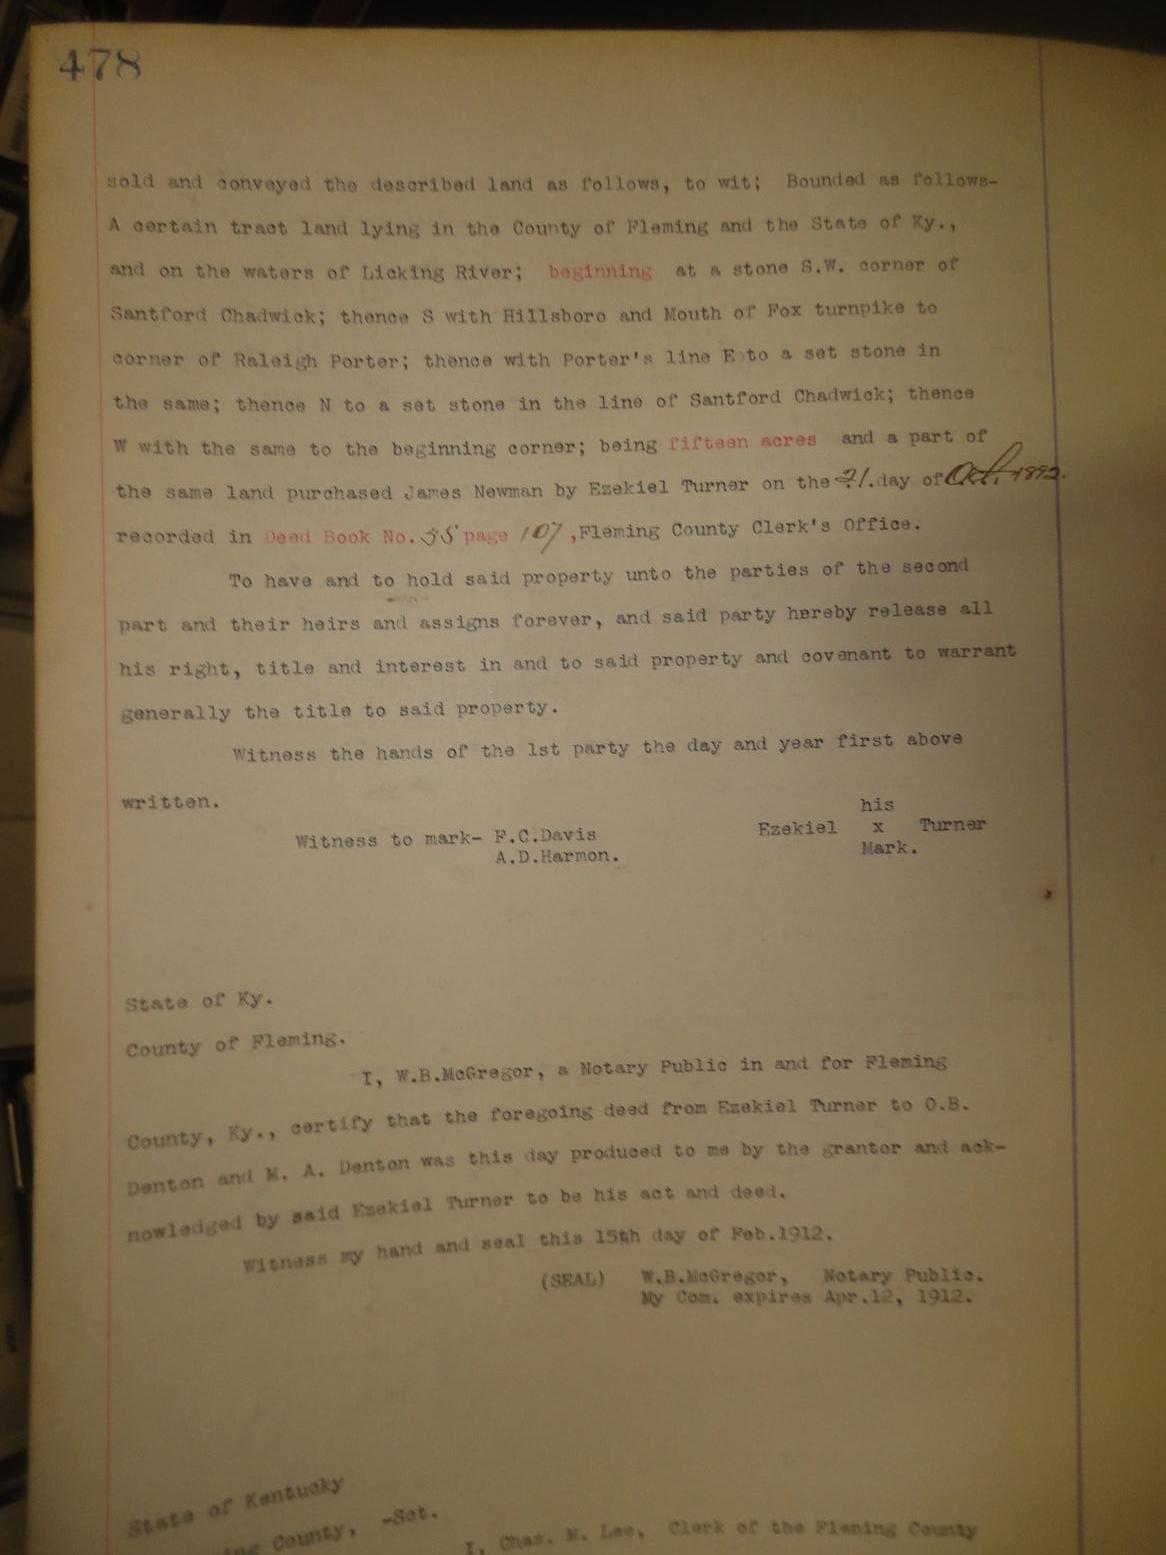 478
sold and conveyed the described land as follows, to wit; Bounded as follows-
A certain tract land lying in the County of Fleming and the State of Ky.,
and on the waters of Licking River; beginning at a stone S.W. corner of
Santford Chadwick; thence S with Hillsboro and Mouth of Fox turnpike to
corner of Raleigh Porter; thence with Porter's line E to a set stone in
the same; thence N to a set stone in the line of Santford Chadwick; thence
W with the same to the beginning corner; being fifteen acres and a part of
the same land purchased James Newman by Ezekiel Turner on the 21. day of Oct. 1892.
recorded in Deed Book No. 55 page 107, Fleming County Clerk's Office.
To have and to hold said property unto the parties of the second
part and their heirs and assigns forever, and said party hereby release all
his right, title and interest in and to said property and covenant to warrant
generally the title to said property.
Witness the hands of the 1st party the day and year first above
written.
his
Witness to mark- F.C.Davis Ezekiel x Turner
A.D.Harmon. Mark.
State of Ky.
County of Fleming.
I, W.B.McGregor, a Notary Public in and for Fleming
County, Ky., certify that the foregoing deed from Ezekiel Turner to O.B.
Denton and M. A. Denton was this day produced to me by the grantor and ack-
nowledged by said Ezekiel Turner to be his act and deed.
Witness my hand and seal this 15th day of Feb.1912.
(SEAL) W.B.McGregor, Notary Public.
My Com. expires Apr.12, 1912.
State of Kentucky
ing County, -Sct.
I, Chas. M. Lee, Clerk of the Fleming County